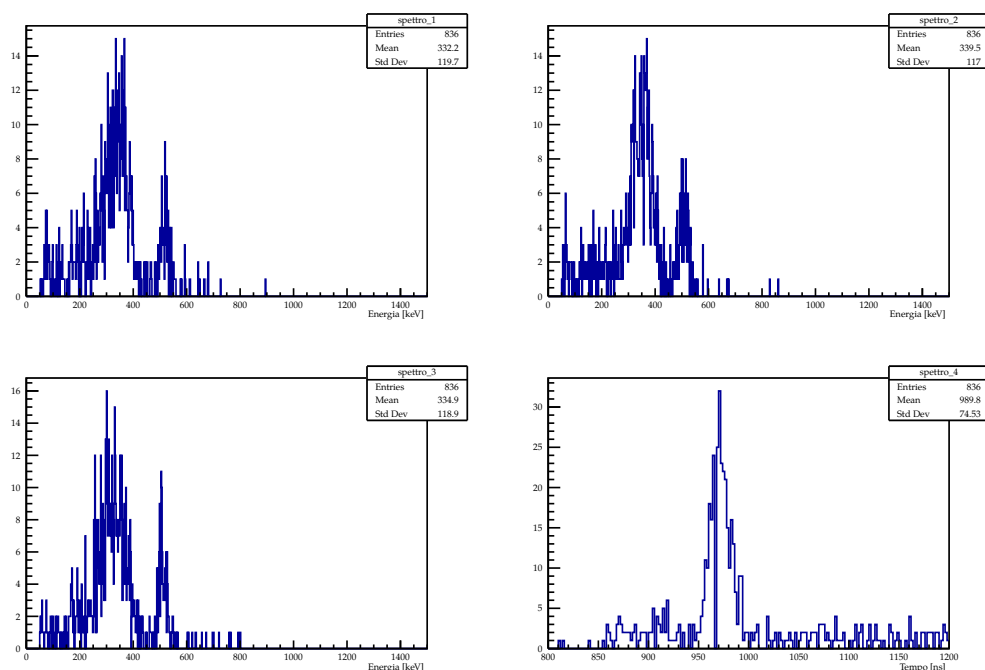 spettro_1
Entries 836
Mean 332.2
Std Dev 119.7
14
12
10
8
6
4
2
0
0 200 400 600 800 1000 1200 1400
Energia [keV]
spettro_2
Entries 836
Mean 339.5
Std Dev 117
14
12
10
8
6
4
2
0
0 200 400 600 800 1000 1200 1400
Energia [keV]
spettro_3
Entries 836
Mean 334.9
Std Dev 118.9
16
14
12
10
8
6
4
2
0
0 200 400 600 800 1000 1200 1400
Energia [keV]
spettro_4
Entries 836
Mean 989.8
Std Dev 74.53
30
25
20
15
10
5
0
800 850 900 950 1000 1050 1100 1150 1200
Tempo [ns]